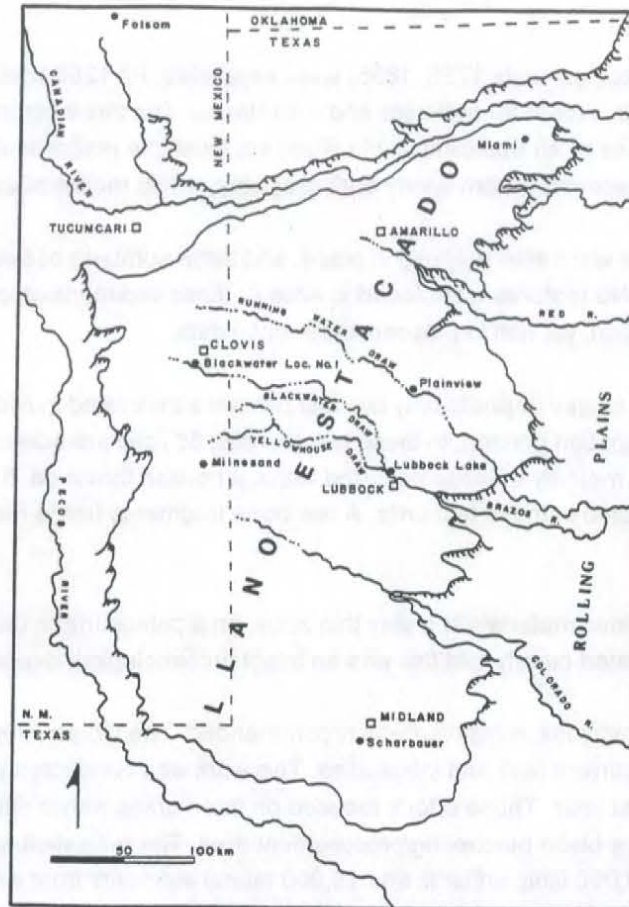 Folsom
OKLAHOMA
TEXAS
CANADIAN
RIVER
NEW MEXICO
Miami
TUCUMCARI
AMARILLO
LLANO ESTACADO
RED R.
RUNNING WATER DRAW
CLOVIS
Blackwater Loc. No.1
Plainview
BLACKWATER DRAW
YELLOWHOUSE DRAW
Milnesand
Lubbock Lake
LUBBOCK
BRAZOS R.
ROLLING PLAINS
PECOS
RIVER
COLORADO R.
N. M.
TEXAS
MIDLAND
Scharbauer
50 100km